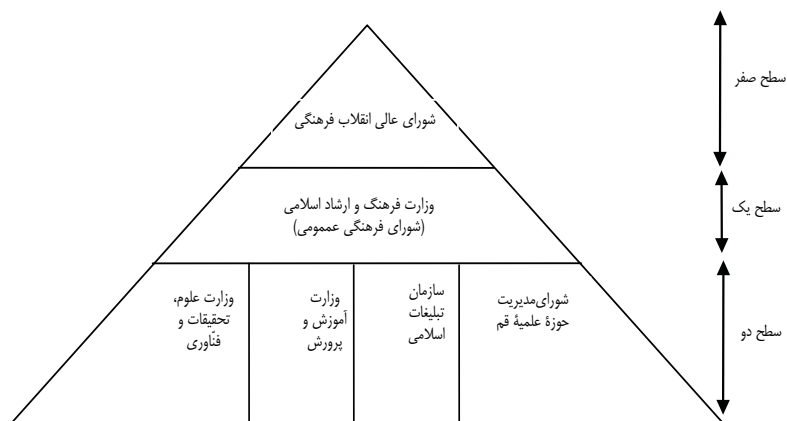 سطح صفر
شورای عالی انقلاب فرهنگی
سطح یک
وزارت فرهنگ و ارشاد اسلامی
(شورای فرهنگی عممومی)
سطح دو
شورای‌مدیریت
حوزهٔ علمیهٔ قم
سازمان
تبلیغات
اسلامی
وزارت
آموزش و
پرورش
وزارت علوم،
تحقیقات و
فنّاوری